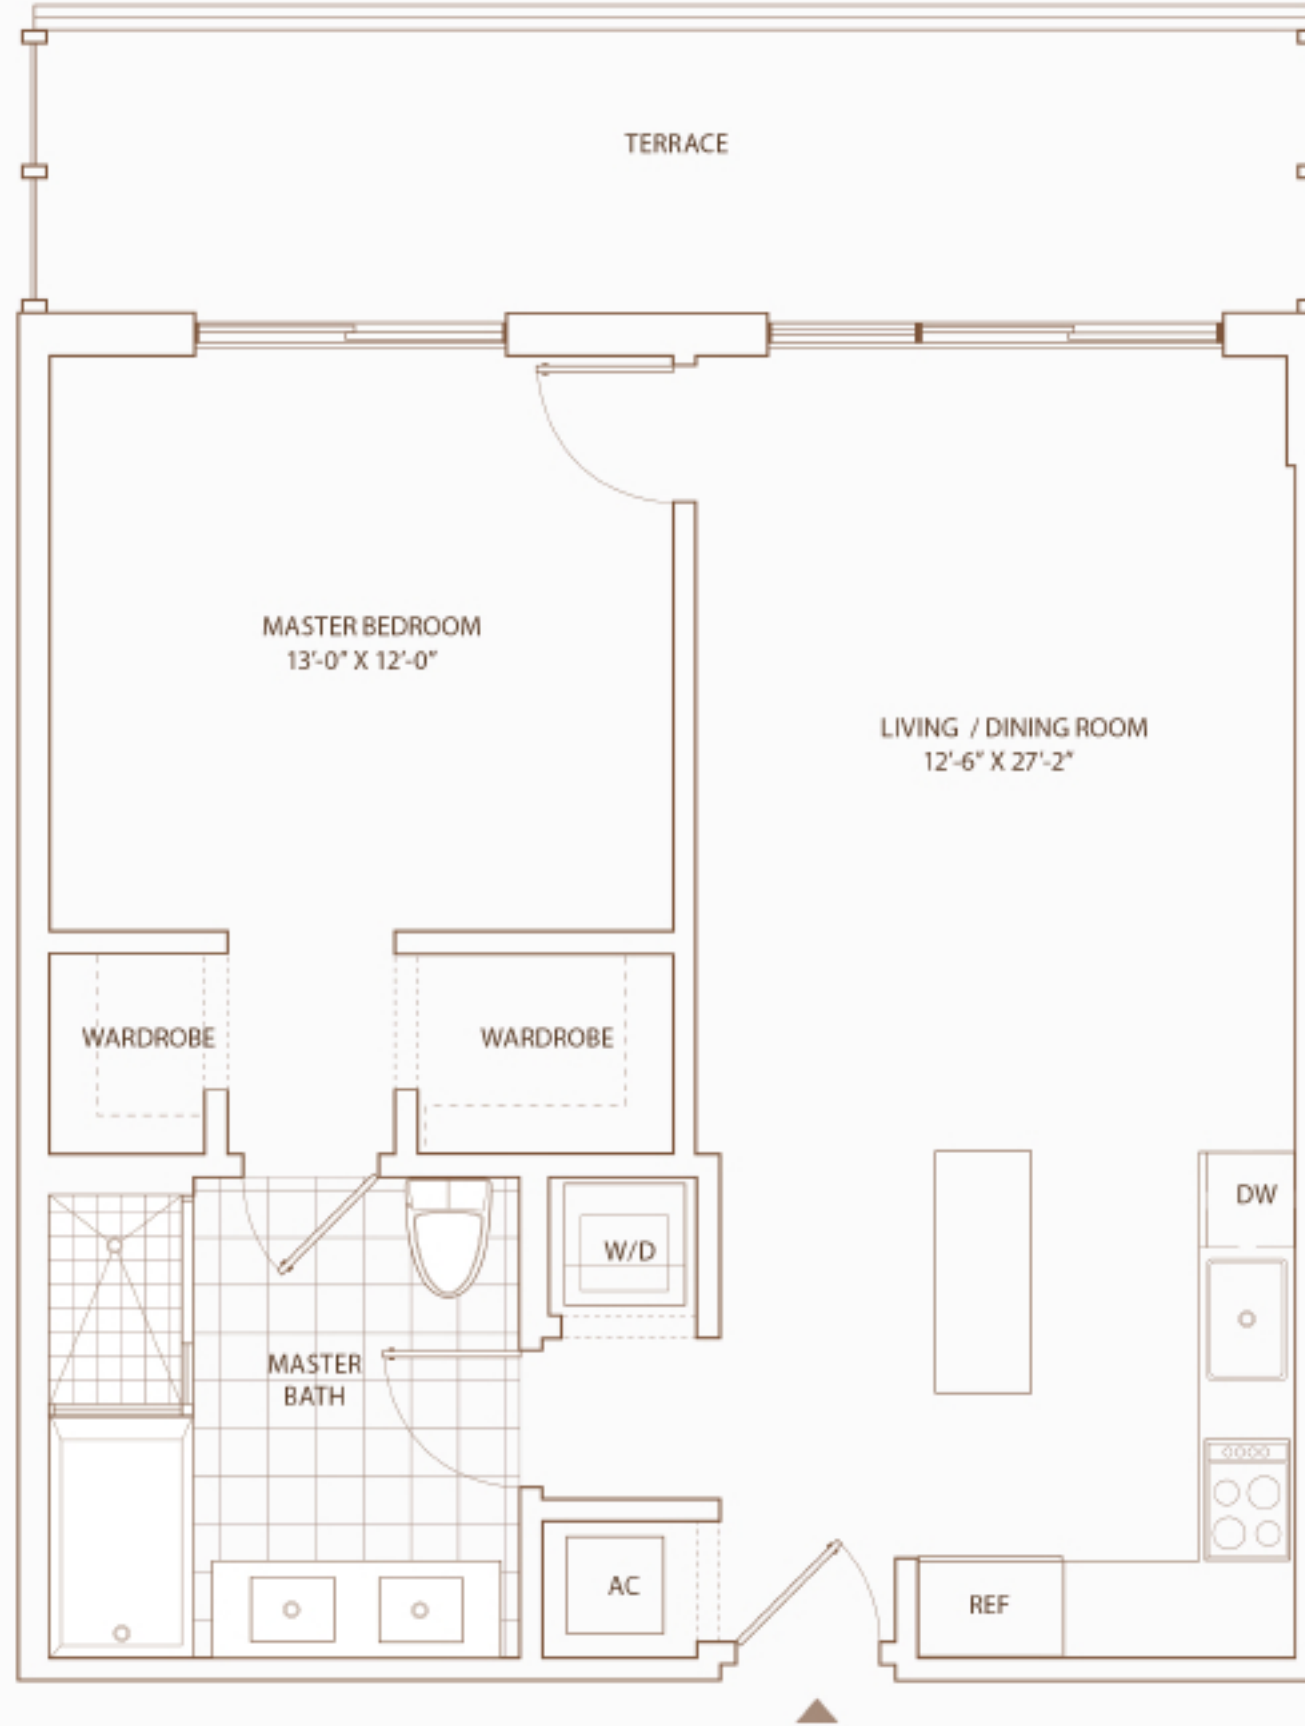 TERRACE
MASTER BEDROOM
13'-0" X 12'-0"
LIVING / DINING ROOM
12'-6" X 27'-2"
WARDROBE
WARDROBE
DW
W/D
MASTER
BATH
AC
REF